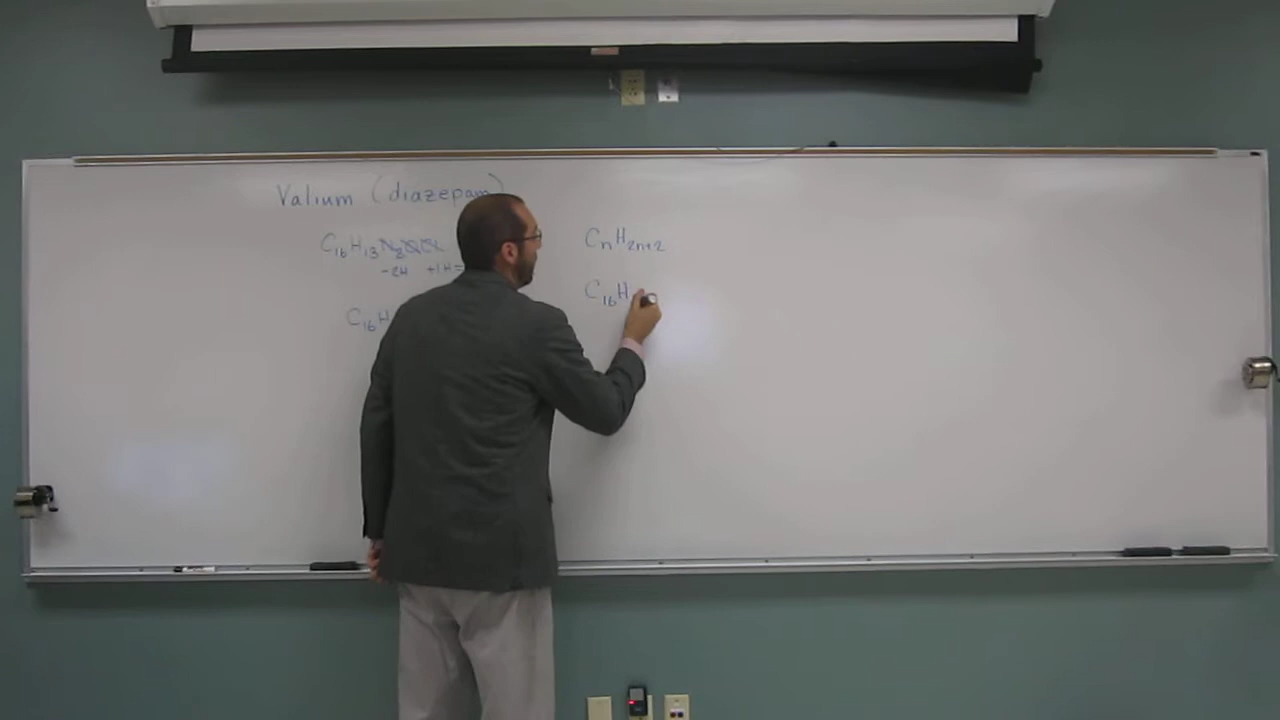 Valium (diazepam)
C₁₆H₁₃N₂OCl
-2H +1H=
C₁₆H
CnH2n+2
C₁₆H